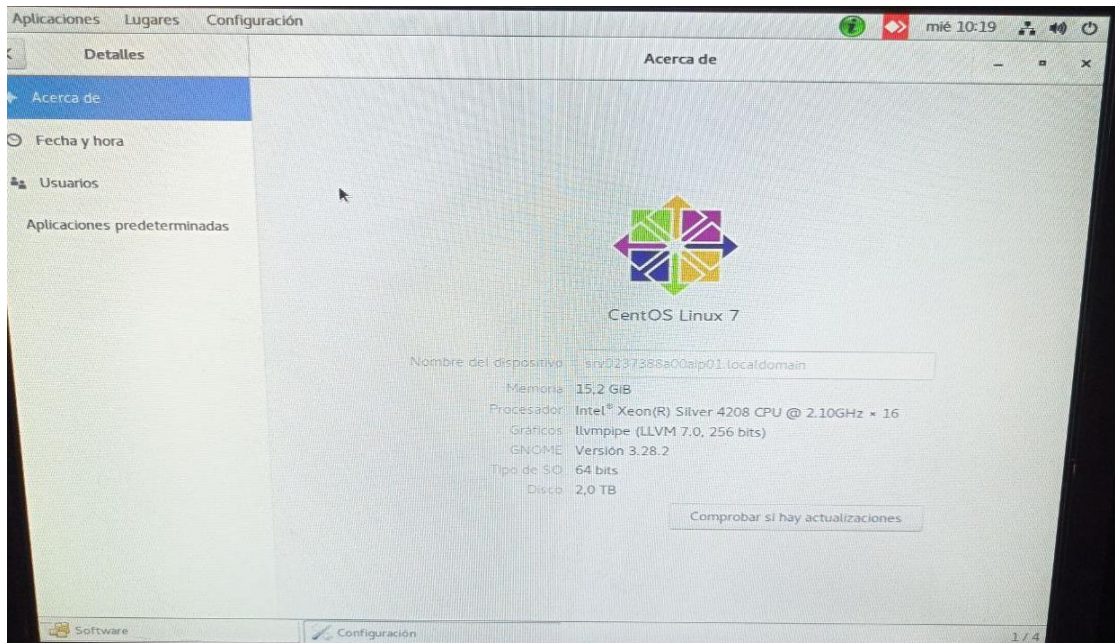 Aplicaciones Lugares Configuración mié 10:19
Detalles Acerca de
Acerca de
Fecha y hora
Usuarios
Aplicaciones predeterminadas
CentOS Linux 7
Nombre del dispositivo srv0237388a00aip01.localdomain
Memoria 15,2 GiB
Procesador Intel® Xeon(R) Silver 4208 CPU @ 2.10GHz × 16
Gráficos llvmpipe (LLVM 7.0, 256 bits)
GNOME Versión 3.28.2
Tipo de SO 64 bits
Disco 2,0 TB
Comprobar si hay actualizaciones
Software Configuración 1 / 4